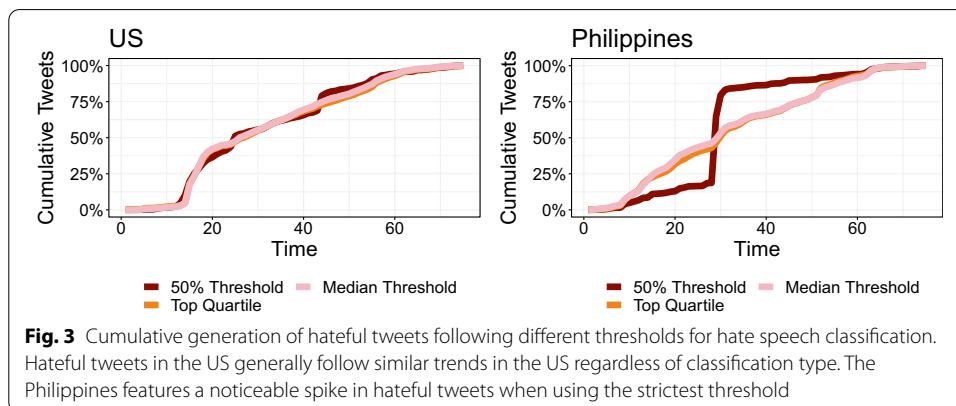 US
Philippines
100%
75%
50%
25%
0%
Cumulative Tweets
0 20 40 60
Time
100%
75%
50%
25%
0%
Cumulative Tweets
0 20 40 60
Time
50% Threshold Median Threshold
Top Quartile
50% Threshold Median Threshold
Top Quartile
Fig. 3 Cumulative generation of hateful tweets following different thresholds for hate speech classification.
Hateful tweets in the US generally follow similar trends in the US regardless of classification type. The
Philippines features a noticeable spike in hateful tweets when using the strictest threshold